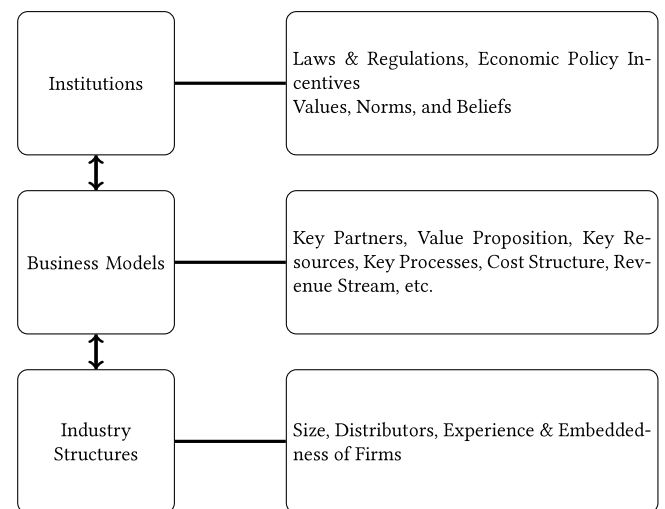 Institutions
Laws & Regulations, Economic Policy In-
centives
Values, Norms, and Beliefs
Business Models
Key Partners, Value Proposition, Key Re-
sources, Key Processes, Cost Structure, Rev-
enue Stream, etc.
Industry
Structures
Size, Distributors, Experience & Embedded-
ness of Firms